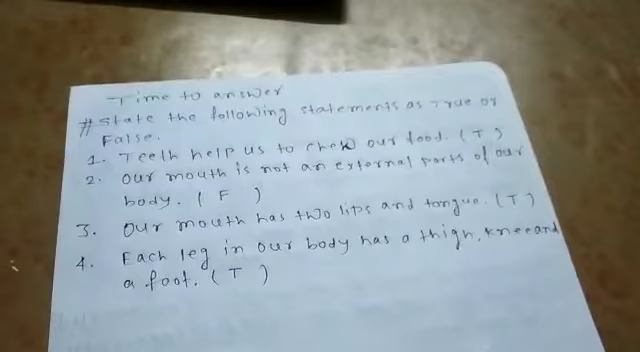 Time to answer
# State the following statements as True or
False.
1. Teeth help us to chew our food. (T)
2. Our mouth is not an external parts of our
body. ( F )
3. Our mouth has two lips and tongue. (T)
4. Each leg in our body has a thigh, knee and
a foot. ( T )